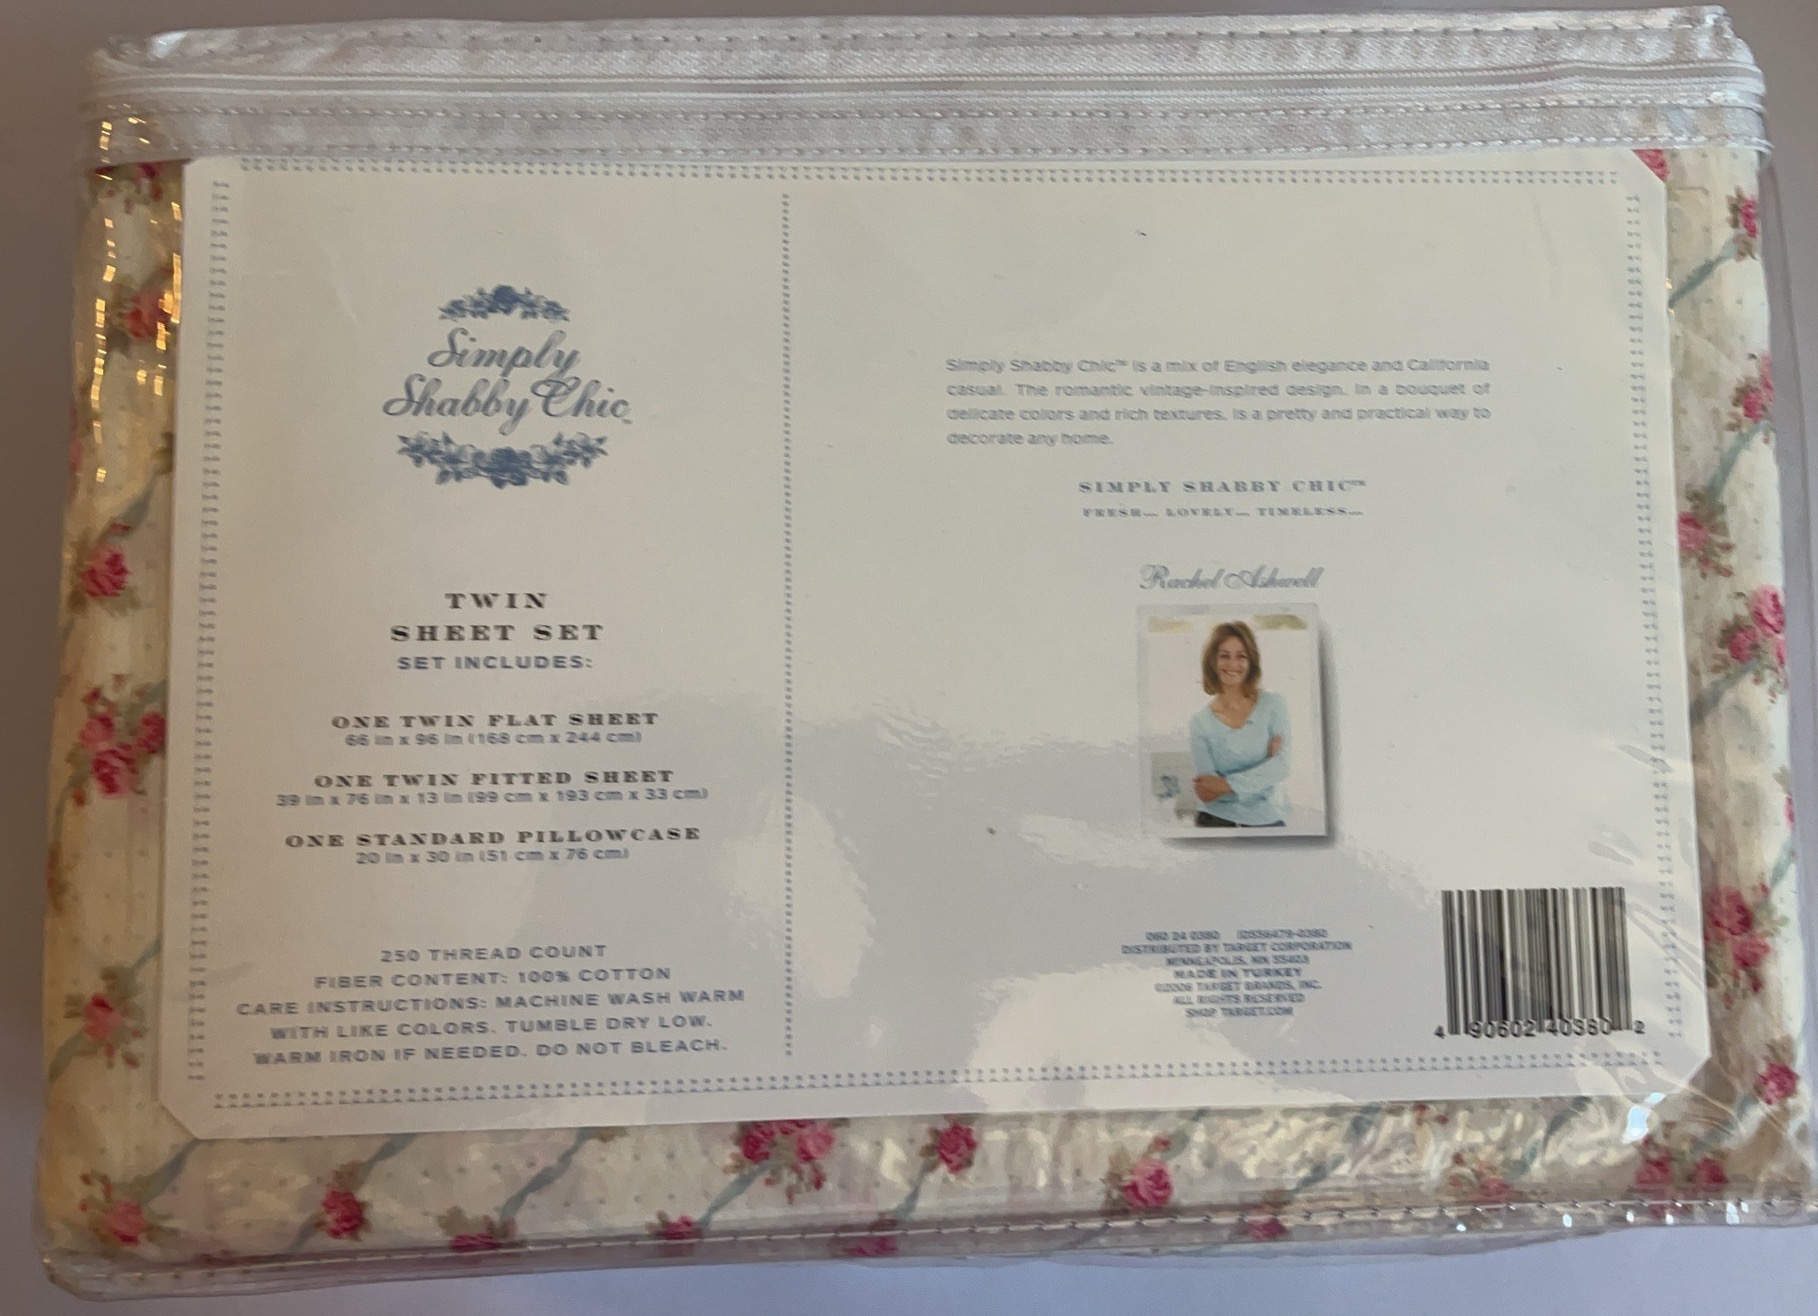 Simply
Shabby Chic™
TWIN
SHEET SET
SET INCLUDES:
ONE TWIN FLAT SHEET
66 in x 96 in (168 cm x 244 cm)
ONE TWIN FITTED SHEET
39 in x 76 in x 13 in (99 cm x 193 cm x 33 cm)
ONE STANDARD PILLOWCASE
20 in x 30 in (51 cm x 76 cm)
250 THREAD COUNT
FIBER CONTENT: 100% COTTON
CARE INSTRUCTIONS: MACHINE WASH WARM
WITH LIKE COLORS. TUMBLE DRY LOW.
WARM IRON IF NEEDED. DO NOT BLEACH.
Simply Shabby Chic™ is a mix of English elegance and California
casual. The romantic vintage-inspired design, in a bouquet of
delicate colors and rich textures, is a pretty and practical way to
decorate any home.
SIMPLY SHABBY CHIC™
FRESH... LOVELY... TIMELESS...
Rachel Ashwell
060 24 0380 ID556479-0380
DISTRIBUTED BY TARGET CORPORATION
MINNEAPOLIS, MN 55403
MADE IN TURKEY
©2006 TARGET BRANDS, INC.
ALL RIGHTS RESERVED
SHOP TARGET.COM
4 90602 40380 2